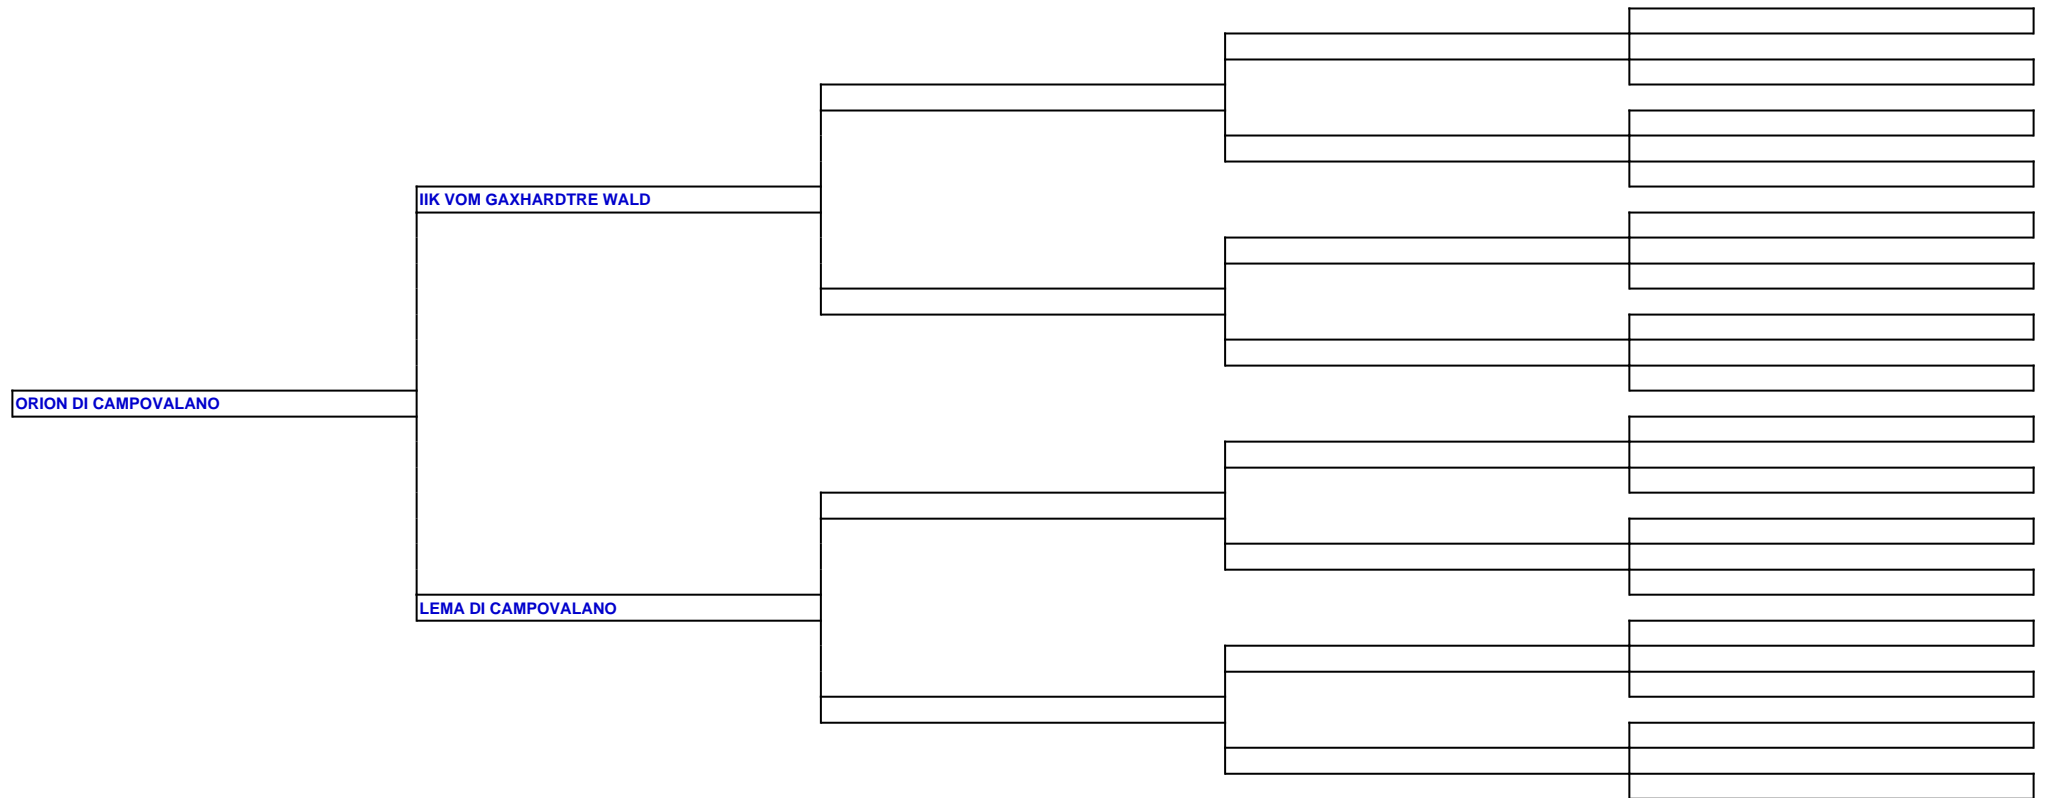 IIK VOM GAXHARDTRE WALD
ORION DI CAMPOVALANO
LEMA DI CAMPOVALANO